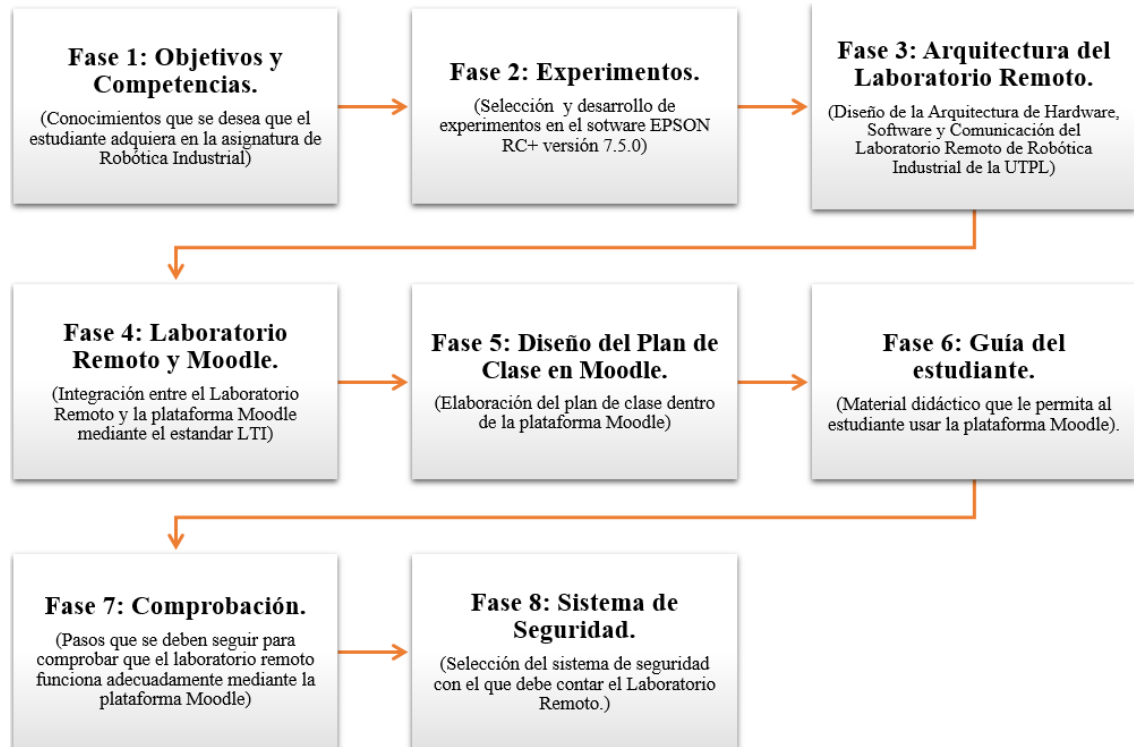 Fase 1: Objetivos y
Competencias.
(Conocimientos que se desea que el
estudiante adquiera en la asignatura de
Robótica Industrial)
Fase 2: Experimentos.
(Selección y desarrollo de
experimentos en el sotware EPSON
RC+ versión 7.5.0)
Fase 3: Arquitectura del
Laboratorio Remoto.
(Diseño de la Arquitectura de Hardware,
Software y Comunicación del
Laboratorio Remoto de Robótica
Industrial de la UTPL)
Fase 4: Laboratorio
Remoto y Moodle.
(Integración entre el Laboratorio
Remoto y la plataforma Moodle
mediante el estandar LTI)
Fase 5: Diseño del Plan de
Clase en Moodle.
(Elaboración del plan de clase dentro
de la plataforma Moodle)
Fase 6: Guía del
estudiante.
(Material didáctico que le permita al
estudiante usar la plataforma Moodle).
Fase 7: Comprobación.
(Pasos que se deben seguir para
comprobar que el laboratorio remoto
funciona adecuadamente mediante la
plataforma Moodle)
Fase 8: Sistema de
Seguridad.
(Selección del sistema de seguridad
con el que debe contar el Laboratorio
Remoto.)